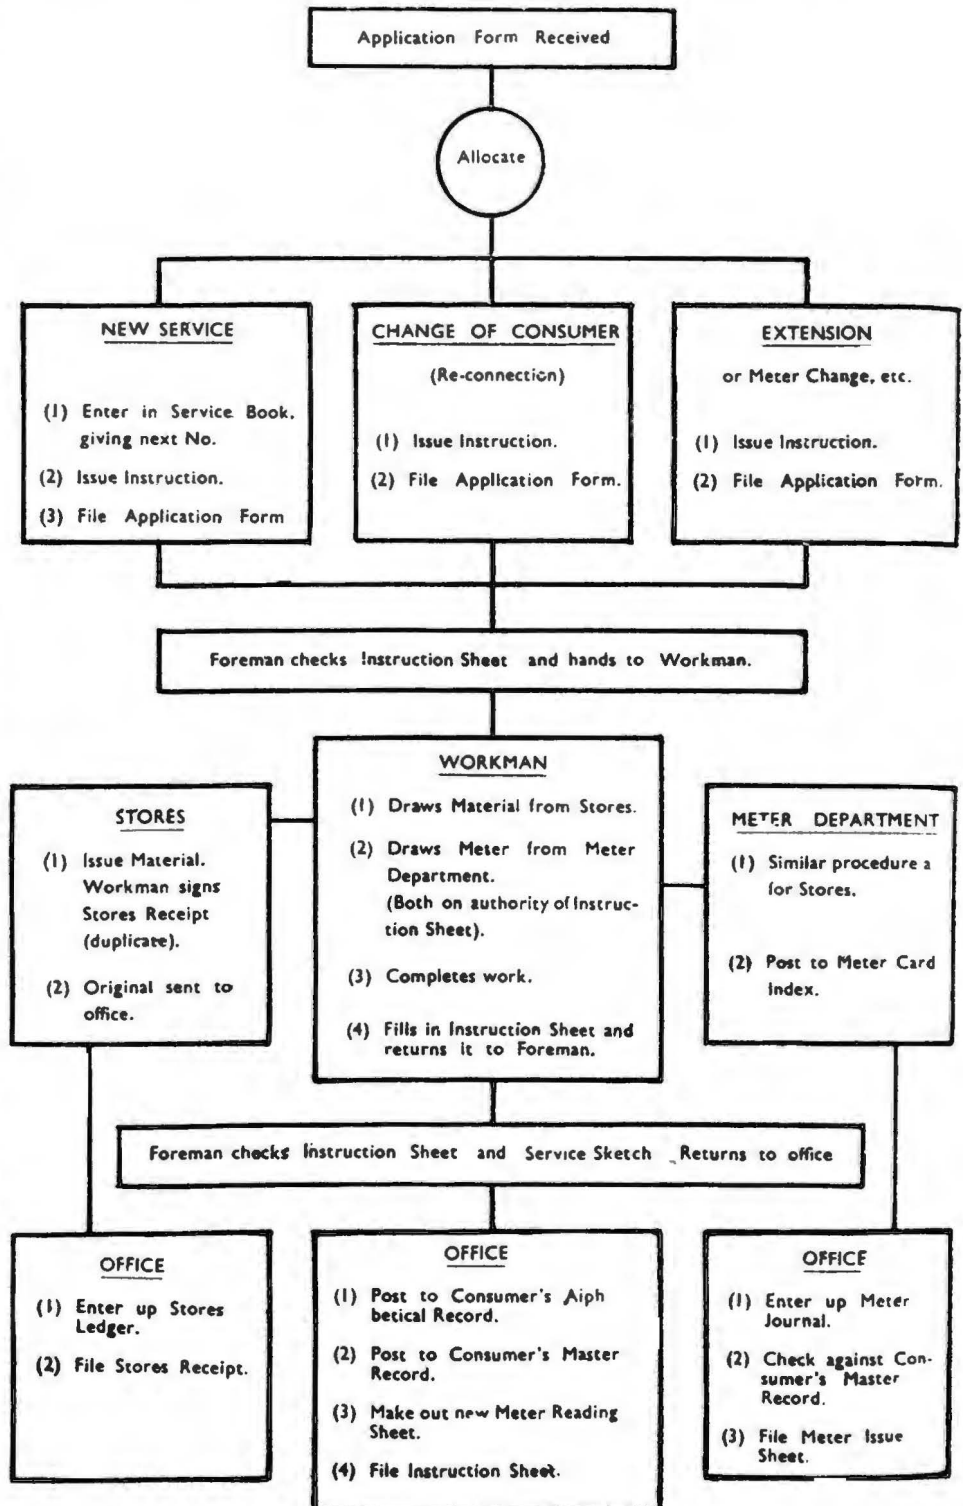 Application Form Received
Allocate
NEW SERVICE
(1) Enter in Service Book,
giving next No.
(2) Issue Instruction.
(3) File Application Form
CHANGE OF CONSUMER
(Re-connection)
(1) Issue Instruction.
(2) File Application Form.
EXTENSION
or Meter Change, etc.
(1) Issue Instruction.
(2) File Application Form.
Foreman checks Instruction Sheet and hands to Workman.
STORES
(1) Issue Material.
Workman signs
Stores Receipt
(duplicate).
(2) Original sent to
office.
WORKMAN
(1) Draws Material from Stores.
(2) Draws Meter from Meter
Department.
(Both on authority of Instruc-
tion Sheet).
(3) Completes work.
(4) Fills in Instruction Sheet and
returns it to Foreman.
METER DEPARTMENT
(1) Similar procedure a
for Stores.
(2) Post to Meter Card
Index.
Foreman checks Instruction Sheet and Service Sketch Returns to office
OFFICE
(1) Enter up Stores
Ledger.
(2) File Stores Receipt.
OFFICE
(1) Post to Consumer's Alph
betical Record.
(2) Post to Consumer's Master
Record.
(3) Make out new Meter Reading
Sheet.
(4) File Instruction Sheet.
OFFICE
(1) Enter up Meter
Journal.
(2) Check against Con-
sumer's Master
Record.
(3) File Meter Issue
Sheet.